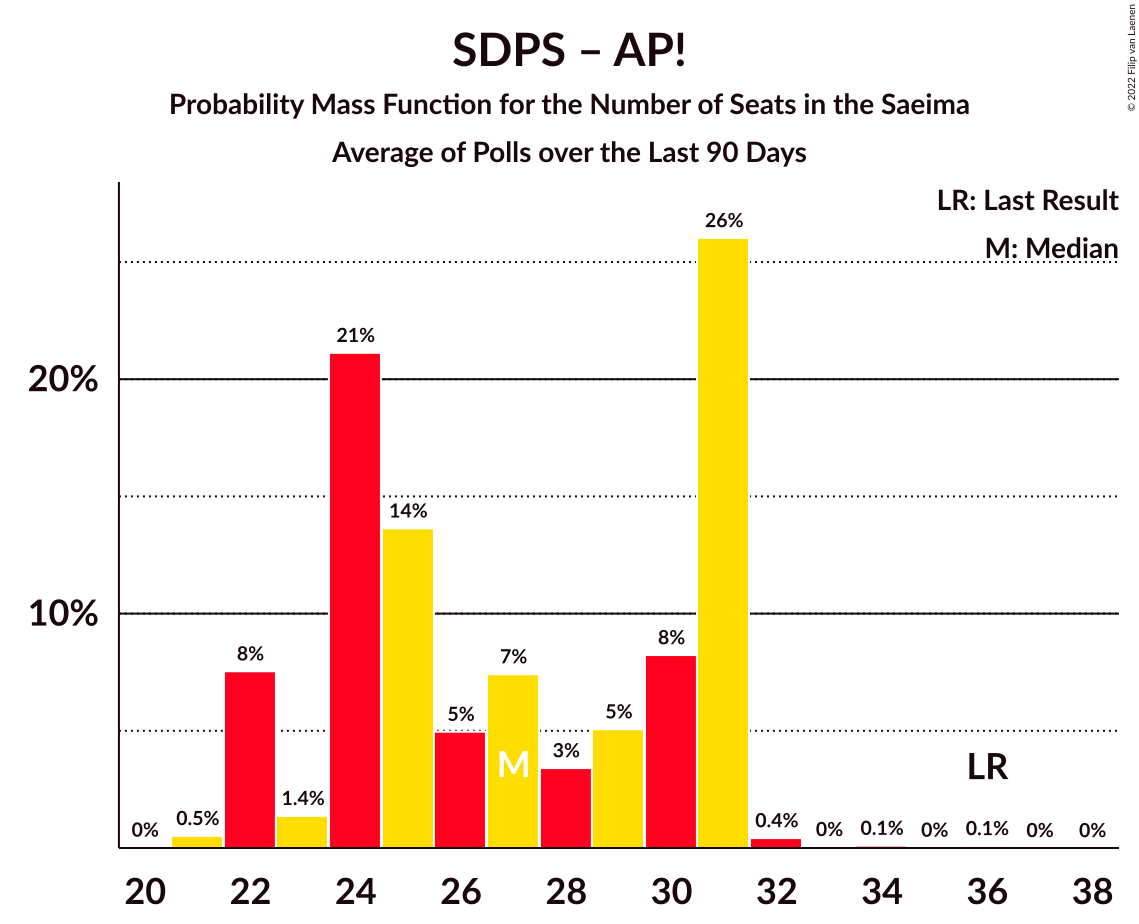 SDPS – AP!
Probability Mass Function for the Number of Seats in the Saeima
Average of Polls over the Last 90 Days
© 2022 Filip van Laenen
LR: Last Result
M: Median
26%
21%
20%
14%
10%
8%
8%
7%
5%
5%
3%
M
LR
1.4%
0.5%
0.4%
0%
0%
0.1%
0%
0.1%
0%
0%
20 22 24 26 28 30 32 34 36 38